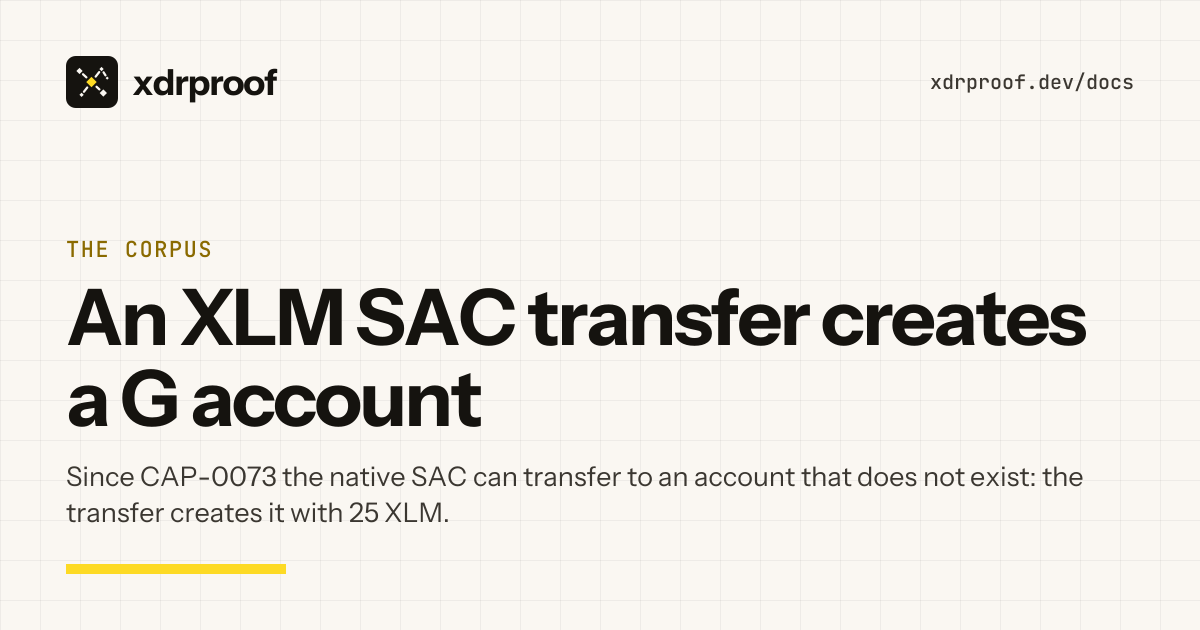 xdrproof
xdrproof.dev/docs
THE CORPUS
An XLM SAC transfer creates
a G account
Since CAP-0073 the native SAC can transfer to an account that does not exist: the
transfer creates it with 25 XLM.